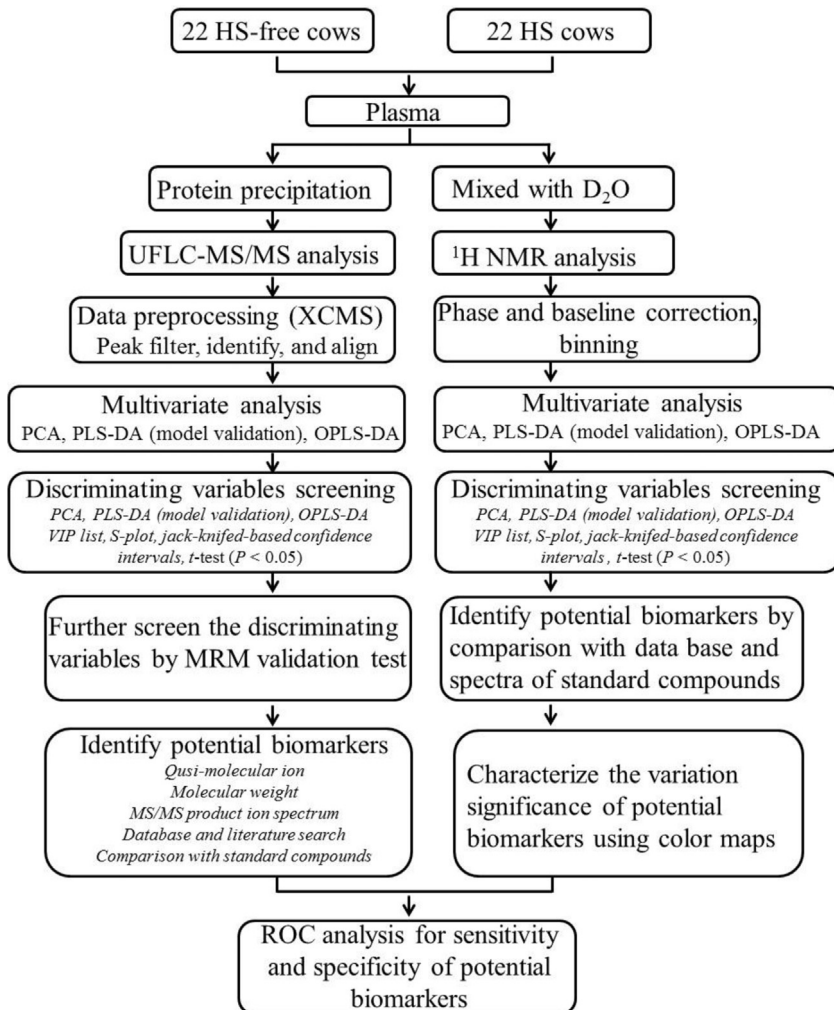 22 HS-free cows
22 HS cows
Plasma
Protein precipitation
Mixed with D₂O
UFLC-MS/MS analysis
¹H NMR analysis
Data preprocessing (XCMS)
Peak filter, identify, and align
Phase and baseline correction,
binning
Multivariate analysis
PCA, PLS-DA (model validation), OPLS-DA
Multivariate analysis
PCA, PLS-DA (model validation), OPLS-DA
Discriminating variables screening
PCA, PLS-DA (model validation), OPLS-DA
VIP list, S-plot, jack-knifed-based confidence
intervals, t-test (P < 0.05)
Discriminating variables screening
PCA, PLS-DA (model validation), OPLS-DA
VIP list, S-plot, jack-knifed-based confidence
intervals , t-test (P < 0.05)
Further screen the discriminating
variables by MRM validation test
Identify potential biomarkers by
comparison with data base and
spectra of standard compounds
Identify potential biomarkers
Qusi-molecular ion
Molecular weight
MS/MS product ion spectrum
Database and literature search
Comparison with standard compounds
Characterize the variation
significance of potential
biomarkers using color maps
ROC analysis for sensitivity
and specificity of potential
biomarkers